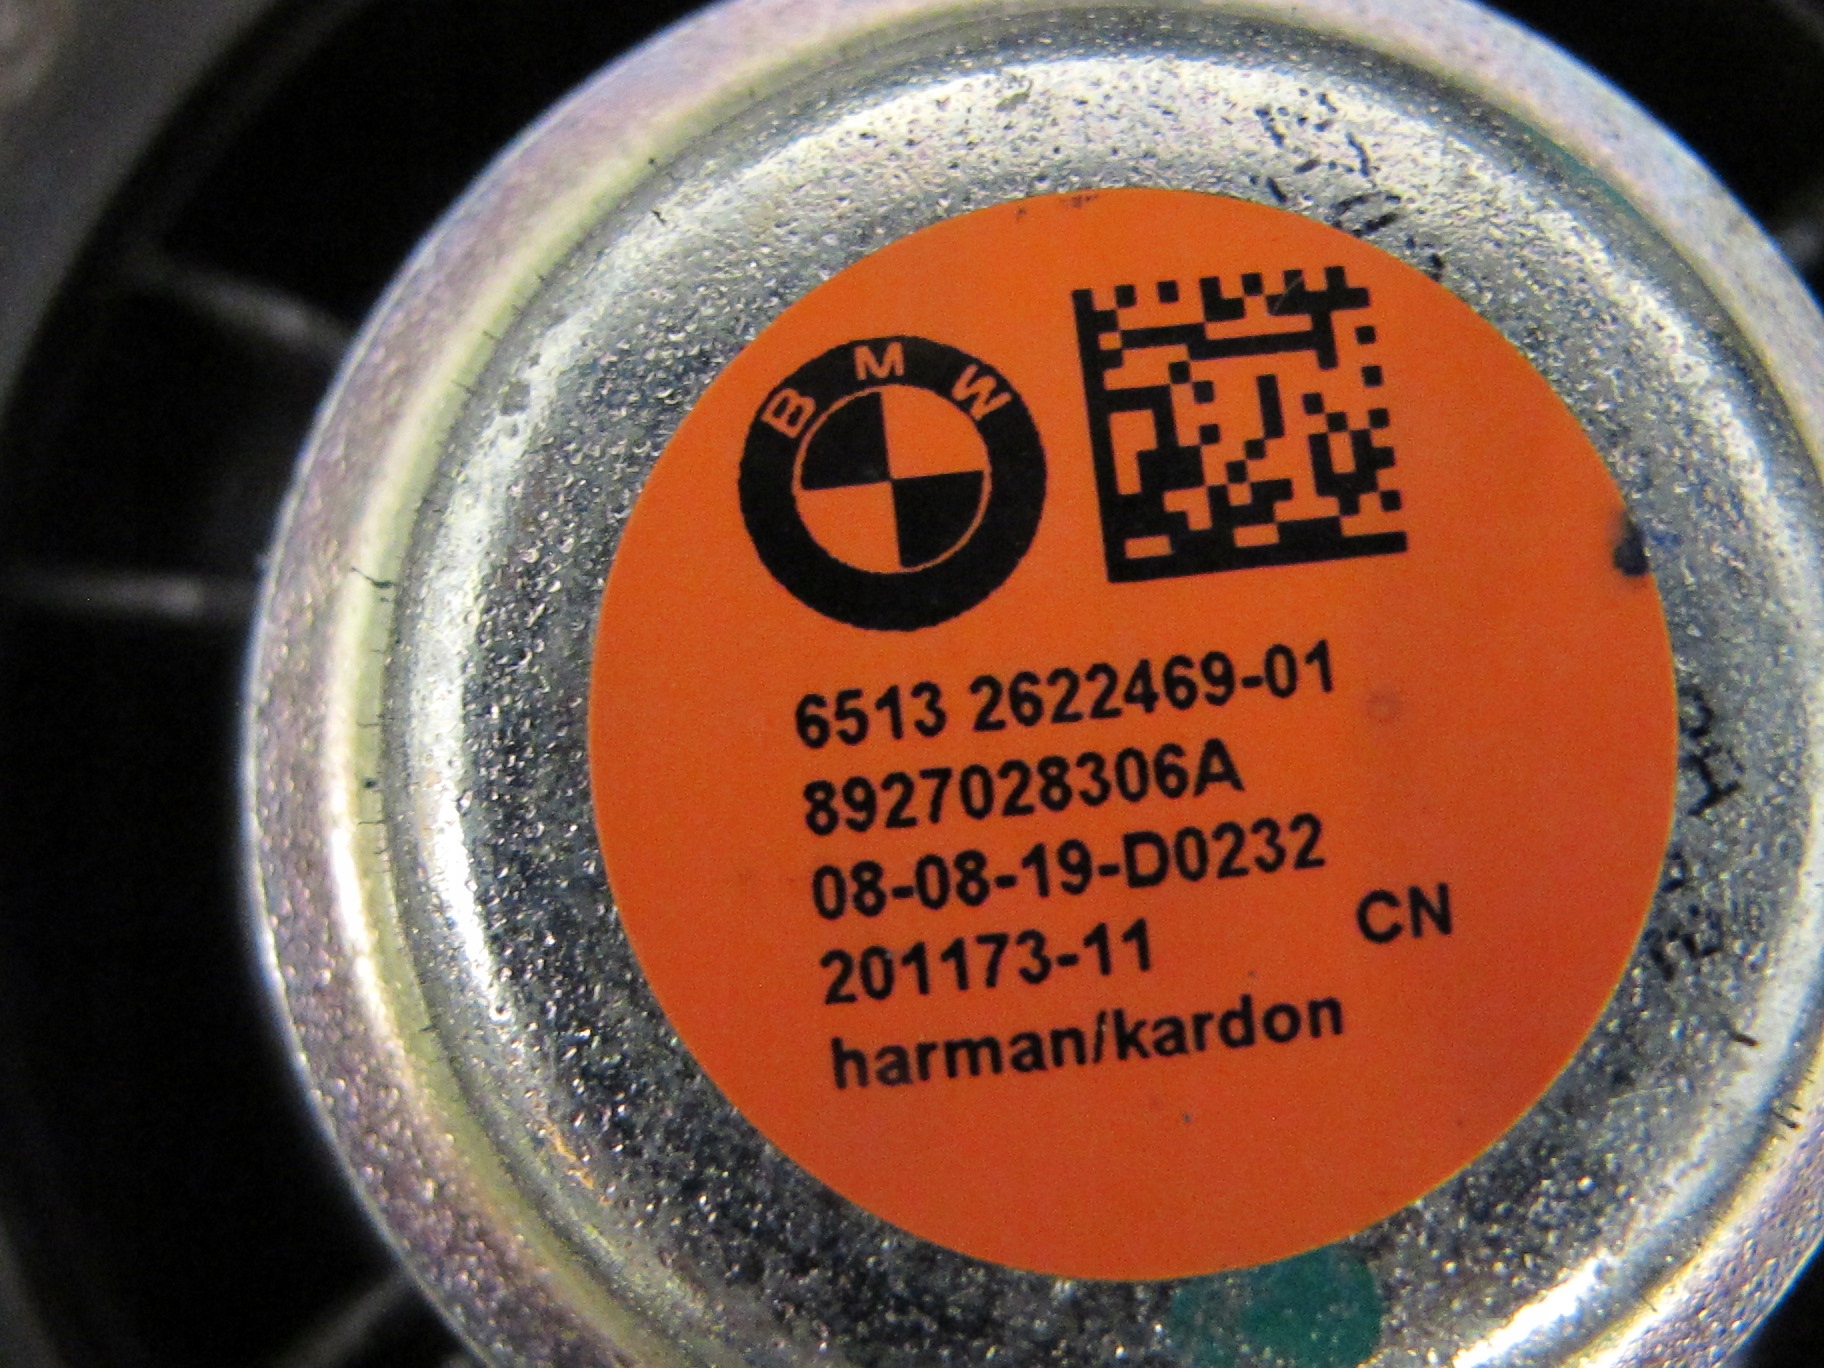 BMW
6513 2622469-01
8927028306A
08-08-19-D0232
201173-11 CN
harman/kardon